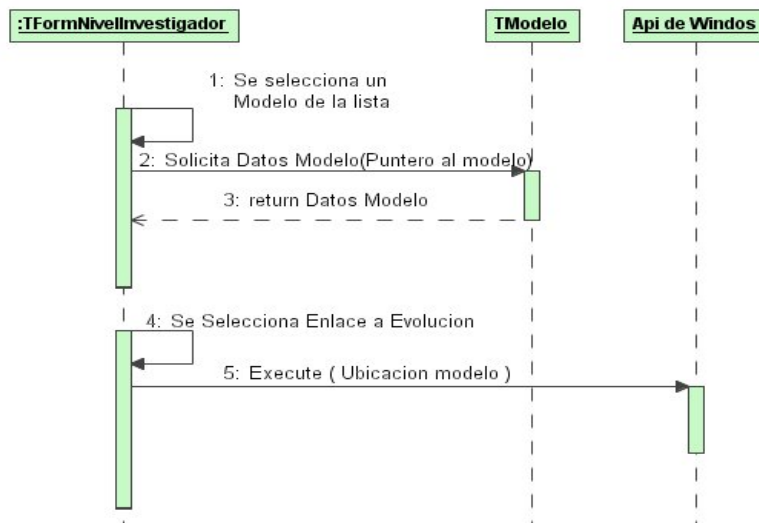 :TFormNivelInvestigador
TModelo
Api de Windos
1: Se selecciona un
Modelo de la lista
2: Solicita Datos Modelo(Puntero al modelo)
3: return Datos Modelo
4: Se Selecciona Enlace a Evolucion
5: Execute ( Ubicacion modelo )